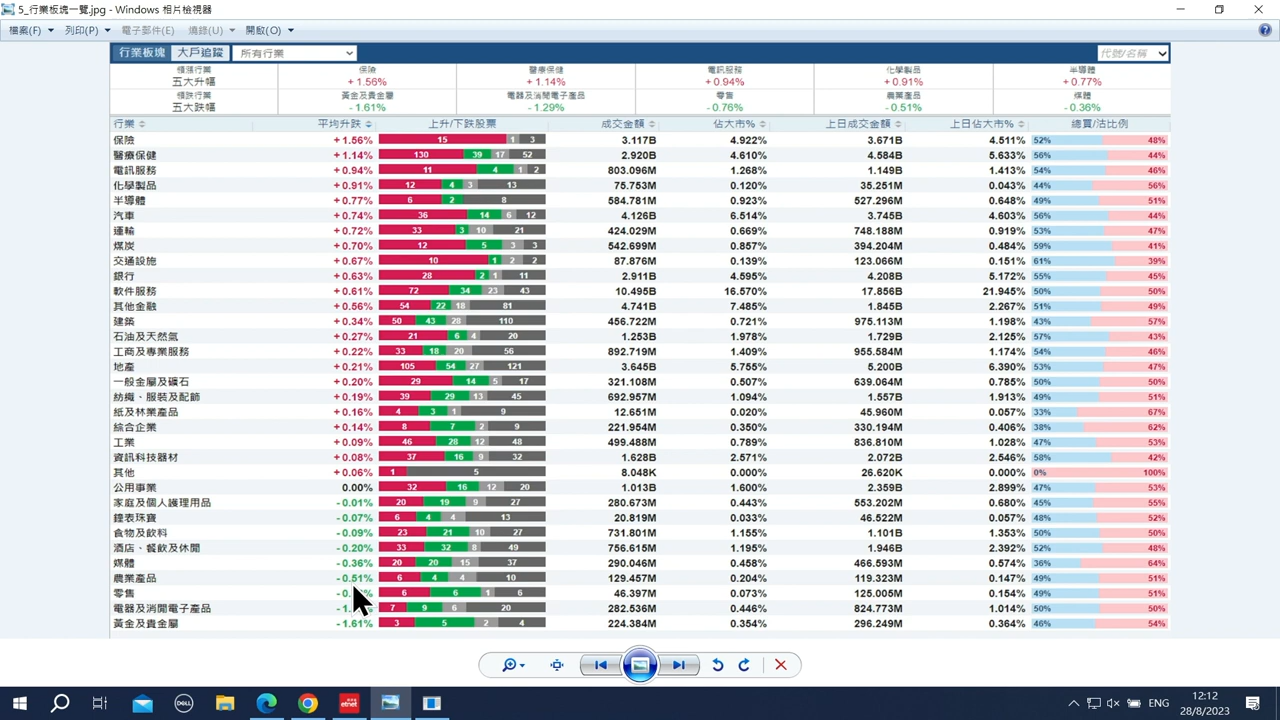 5_行業板塊一覽.jpg - Windows 相片檢視器
檔案(F) 列印(P) 電子郵件(E) 燒錄(U) 開啟(O)
行業板塊 大戶追蹤 所有行業 代號/名稱
領漲行業 保險 醫療保健 電訊服務 化學製品 半導體
五大升幅 + 1.56% + 1.14% + 0.94% + 0.91% + 0.77%
領跌行業 黃金及貴金屬 電器及消閒電子產品 零售 農業產品 媒體
五大跌幅 - 1.61% - 1.29% - 0.76% - 0.51% - 0.36%
行業 平均升跌 上升/下跌股票 成交金額 佔大市% 上日成交金額 上日佔大市% 總買/沽比例
保險 + 1.56% 15 1 3 3.117B 4.922% 3.671B 4.511% 52% 48%
醫療保健 + 1.14% 130 39 17 52 2.920B 4.610% 4.584B 5.633% 56% 44%
電訊服務 + 0.94% 11 4 1 2 803.096M 1.268% 1.149B 1.413% 54% 46%
化學製品 + 0.91% 12 4 3 13 75.753M 0.120% 35.251M 0.043% 44% 56%
半導體 + 0.77% 6 2 8 584.781M 0.923% 527.296M 0.648% 49% 51%
汽車 + 0.74% 36 14 6 12 4.126B 6.514% 3.745B 4.603% 56% 44%
運輸 + 0.72% 33 3 10 21 424.029M 0.669% 748.188M 0.919% 53% 47%
煤炭 + 0.70% 12 5 3 3 542.699M 0.857% 394.204M 0.484% 59% 41%
交通設施 + 0.67% 10 1 2 2 87.876M 0.139% 123.066M 0.151% 61% 39%
銀行 + 0.63% 28 2 1 11 2.911B 4.595% 4.208B 5.172% 55% 45%
軟件服務 + 0.61% 72 34 23 43 10.495B 16.570% 17.856B 21.945% 50% 50%
其他金融 + 0.56% 54 22 18 81 4.741B 7.485% 1.845B 2.267% 51% 49%
建築 + 0.34% 50 43 28 110 456.722M 0.721% 975.113M 1.198% 43% 57%
石油及天然氣 + 0.27% 21 6 4 20 1.253B 1.978% 1.729B 2.125% 57% 43%
工商及專業服務 + 0.22% 33 18 20 56 892.719M 1.409% 955.584M 1.174% 54% 46%
地產 + 0.21% 105 54 27 121 3.645B 5.755% 5.200B 6.390% 53% 47%
一般金屬及礦石 + 0.20% 29 14 5 17 321.108M 0.507% 639.064M 0.785% 50% 50%
紡織、服裝及配飾 + 0.19% 39 29 13 45 692.957M 1.094% 1.557B 1.913% 49% 51%
紙及林業產品 + 0.16% 4 3 1 9 12.651M 0.020% 45.960M 0.057% 33% 67%
綜合企業 + 0.14% 8 7 2 9 221.954M 0.350% 330.194M 0.406% 38% 62%
工業 + 0.09% 46 28 12 48 499.488M 0.789% 836.810M 1.028% 47% 53%
資訊科技器材 + 0.08% 37 16 9 32 1.628B 2.571% 2.072B 2.546% 58% 42%
其他 + 0.06% 1 5 8.048K 0.000% 26.620K 0.000% 0% 100%
公用事業 0.00% 32 16 12 20 1.013B 1.600% 2.359B 2.899% 47% 53%
家庭及個人護理用品 - 0.01% 20 19 9 27 280.673M 0.443% 553.202M 0.680% 45% 55%
鐘表珠寶 - 0.07% 6 4 4 13 20.819M 0.033% 46.522M 0.057% 48% 52%
食物及飲料 - 0.09% 23 21 10 27 731.801M 1.155% 1.101B 1.353% 50% 50%
酒店、餐飲及休閒 - 0.20% 33 32 8 49 756.615M 1.195% 1.946B 2.392% 52% 48%
媒體 - 0.36% 20 20 15 37 290.046M 0.458% 466.593M 0.574% 36% 64%
農業產品 - 0.51% 6 4 4 10 129.457M 0.204% 119.323M 0.147% 49% 51%
零售 6 6 1 6 46.397M 0.073% 125.005M 0.154% 49% 51%
電器及消閒電子產品 7 9 6 20 282.536M 0.446% 824.773M 1.014% 50% 50%
黃金及貴金屬 - 1.61% 3 5 2 4 224.384M 0.354% 296.249M 0.364% 46% 54%
DELL etnet ENG 12:12
28/8/2023